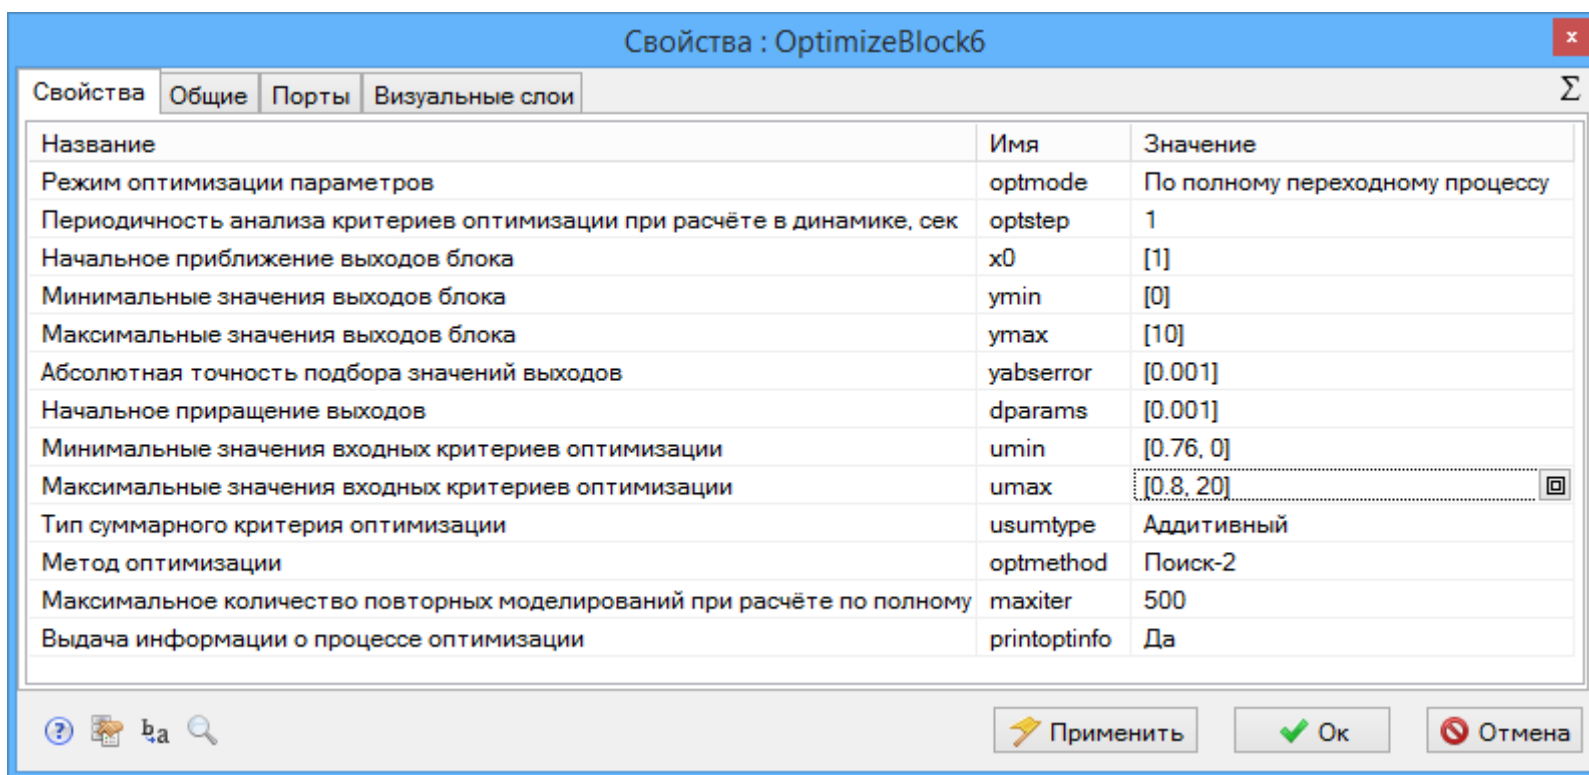 Свойства : OptimizeBlock6
x
Свойства Общие Порты Визуальные слои Σ
Название Имя Значение
Режим оптимизации параметров optmode По полному переходному процессу
Периодичность анализа критериев оптимизации при расчёте в динамике, сек optstep 1
Начальное приближение выходов блока x0 [1]
Минимальные значения выходов блока ymin [0]
Максимальные значения выходов блока ymax [10]
Абсолютная точность подбора значений выходов yabserror [0.001]
Начальное приращение выходов dparams [0.001]
Минимальные значения входных критериев оптимизации umin [0.76, 0]
Максимальные значения входных критериев оптимизации umax [0.8, 20]
Тип суммарного критерия оптимизации usumtype Аддитивный
Метод оптимизации optmethod Поиск-2
Максимальное количество повторных моделирований при расчёте по полному maxiter 500
Выдача информации о процессе оптимизации printoptinfo Да
? b a Применить Ок Отмена